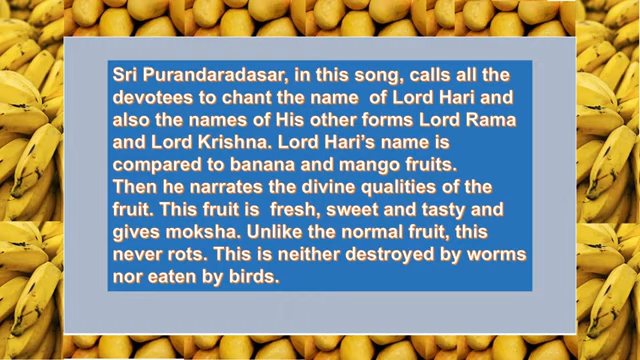 Sri Purandaradasar, in this song, calls all the
devotees to chant the name of Lord Hari and
also the names of His other forms Lord Rama
and Lord Krishna. Lord Hari's name is
compared to banana and mango fruits.
Then he narrates the divine qualities of the
fruit. This fruit is fresh, sweet and tasty and
gives moksha. Unlike the normal fruit, this
never rots. This is neither destroyed by worms
nor eaten by birds.